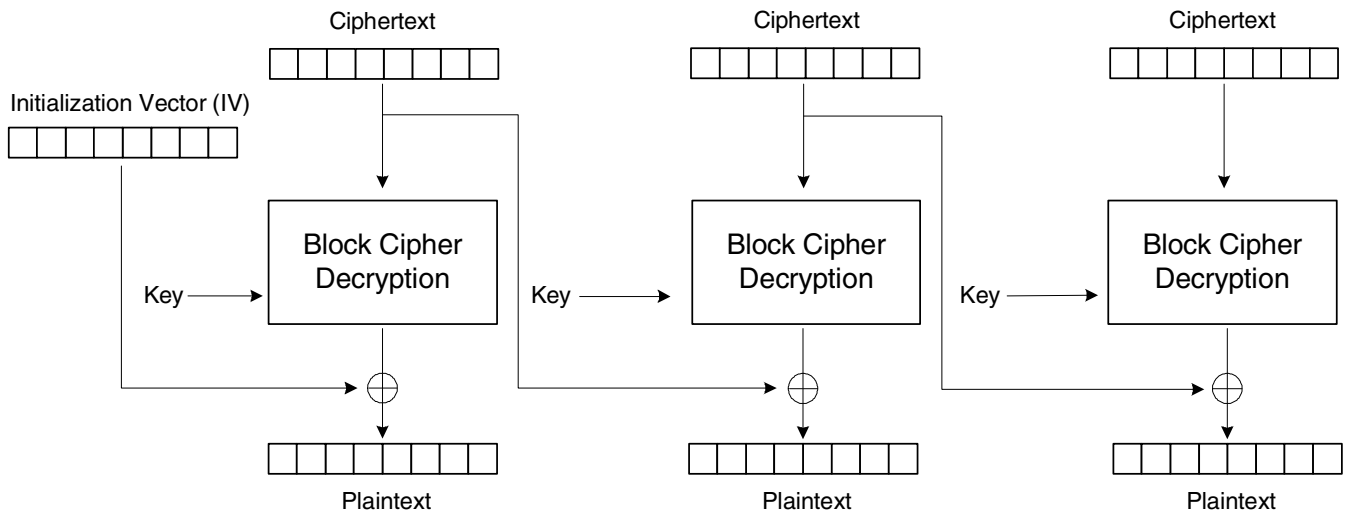 Ciphertext
Ciphertext
Ciphertext
Initialization Vector (IV)
Block Cipher
Decryption
Block Cipher
Decryption
Block Cipher
Decryption
Key
Key
Key
Plaintext
Plaintext
Plaintext